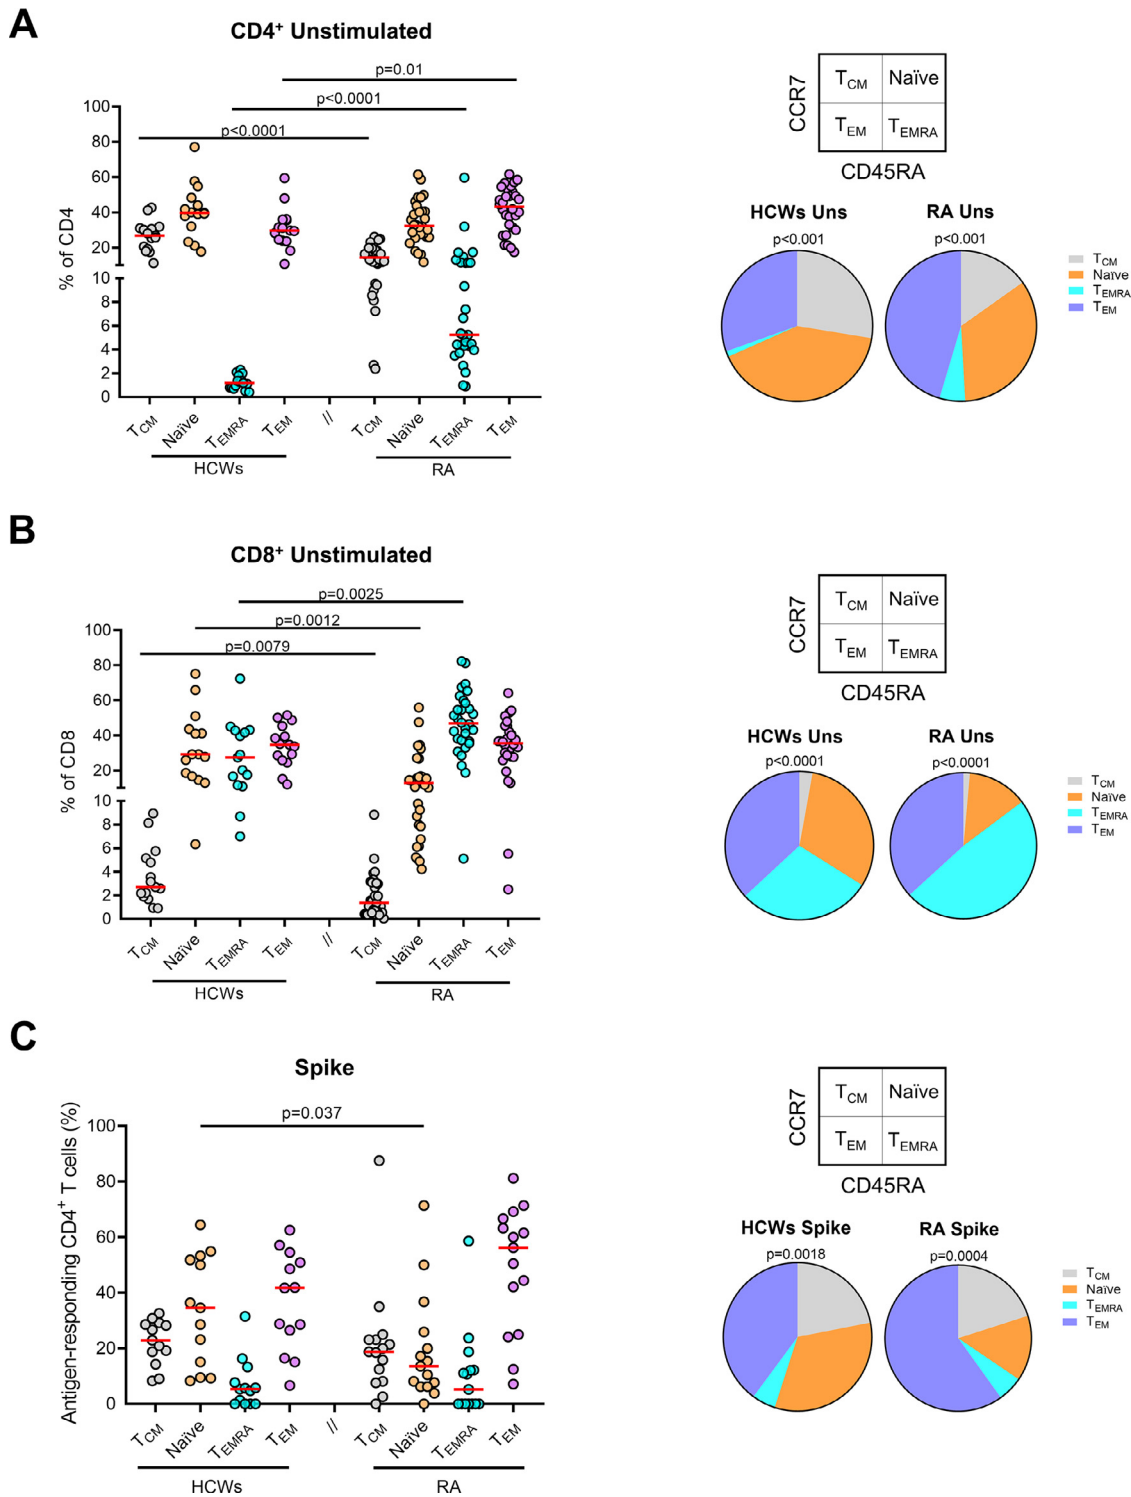 A
CD4+ Unstimulated
p=0.01
p<0.0001
p<0.0001
% of CD4
100
80
60
40
20
10
8
6
4
2
0
TCM
Naïve
TEMRA
TEM
//
TCM
Naïve
TEMRA
TEM
HCWs
RA
CCR7
TCM Naïve
TEM TEMRA
CD45RA
HCWs Uns
p<0.001
RA Uns
p<0.001
TCM
Naïve
TEMRA
TEM
B
CD8+ Unstimulated
p=0.0025
p=0.0012
p=0.0079
% of CD8
100
80
60
40
20
10
8
6
4
2
0
TCM
Naïve
TEMRA
TEM
//
TCM
Naïve
TEMRA
TEM
HCWs
RA
CCR7
TCM Naïve
TEM TEMRA
CD45RA
HCWs Uns
p<0.0001
RA Uns
p<0.0001
TCM
Naïve
TEMRA
TEM
C
Spike
p=0.037
Antigen-responding CD4+ T cells (%)
100
80
60
40
20
0
TCM
Naïve
TEMRA
TEM
//
TCM
Naïve
TEMRA
TEM
HCWs
RA
CCR7
TCM Naïve
TEM TEMRA
CD45RA
HCWs Spike
p=0.0018
RA Spike
p=0.0004
TCM
Naïve
TEMRA
TEM